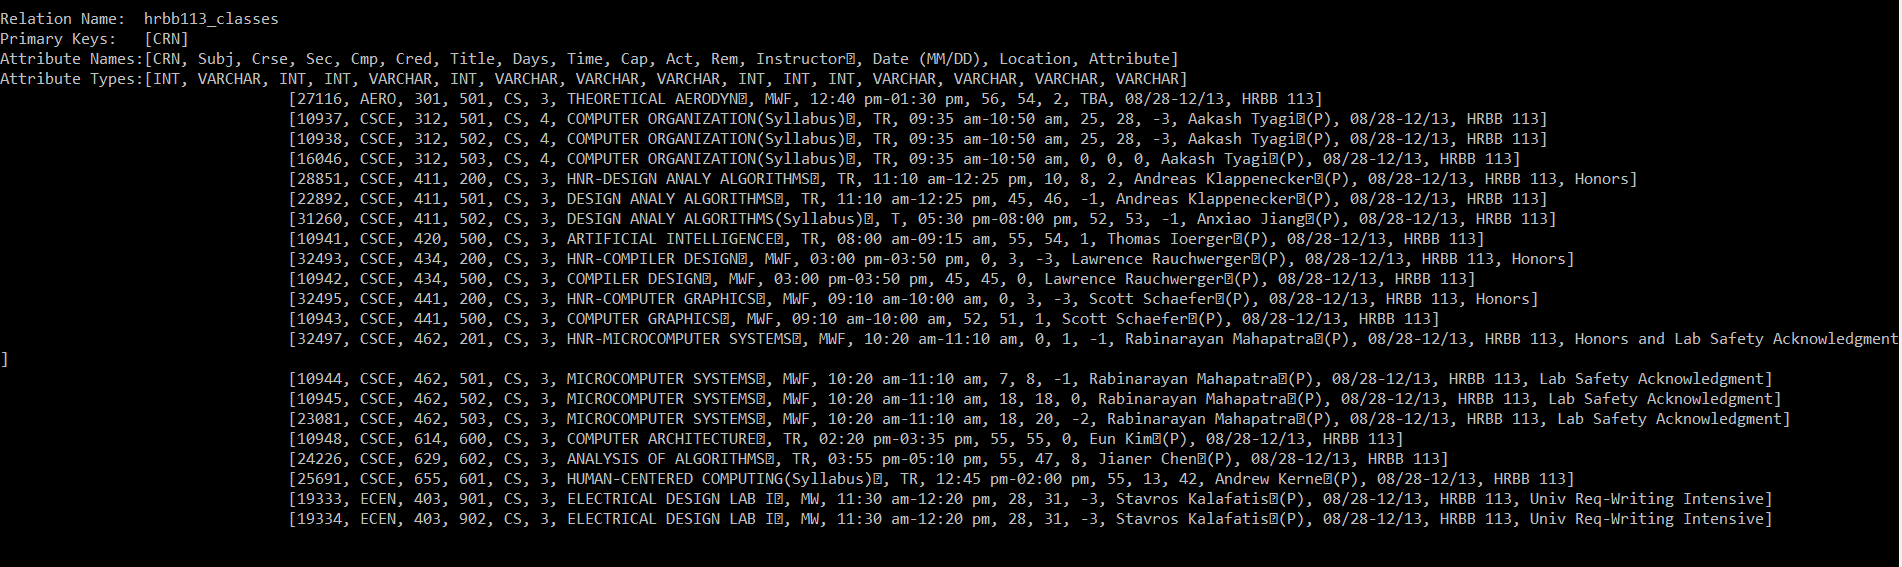 Relation Name:  hrbb113_classes
Primary Keys:   [CRN]
Attribute Names:[CRN, Subj, Crse, Sec, Cmp, Cred, Title, Days, Time, Cap, Act, Rem, Instructor⍰, Date (MM/DD), Location, Attribute]
Attribute Types:[INT, VARCHAR, INT, INT, VARCHAR, INT, VARCHAR, VARCHAR, VARCHAR, INT, INT, INT, VARCHAR, VARCHAR, VARCHAR, VARCHAR]
[27116, AERO, 301, 501, CS, 3, THEORETICAL AERODYN⍰, MWF, 12:40 pm-01:30 pm, 56, 54, 2, TBA, 08/28-12/13, HRBB 113]
[10937, CSCE, 312, 501, CS, 4, COMPUTER ORGANIZATION(Syllabus)⍰, TR, 09:35 am-10:50 am, 25, 28, -3, Aakash Tyagi⍰(P), 08/28-12/13, HRBB 113]
[10938, CSCE, 312, 502, CS, 4, COMPUTER ORGANIZATION(Syllabus)⍰, TR, 09:35 am-10:50 am, 25, 28, -3, Aakash Tyagi⍰(P), 08/28-12/13, HRBB 113]
[16046, CSCE, 312, 503, CS, 4, COMPUTER ORGANIZATION(Syllabus)⍰, TR, 09:35 am-10:50 am, 0, 0, 0, Aakash Tyagi⍰(P), 08/28-12/13, HRBB 113]
[28851, CSCE, 411, 200, CS, 3, HNR-DESIGN ANALY ALGORITHMS⍰, TR, 11:10 am-12:25 pm, 10, 8, 2, Andreas Klappenecker⍰(P), 08/28-12/13, HRBB 113, Honors]
[22892, CSCE, 411, 501, CS, 3, DESIGN ANALY ALGORITHMS⍰, TR, 11:10 am-12:25 pm, 45, 46, -1, Andreas Klappenecker⍰(P), 08/28-12/13, HRBB 113]
[31260, CSCE, 411, 502, CS, 3, DESIGN ANALY ALGORITHMS(Syllabus)⍰, T, 05:30 pm-08:00 pm, 52, 53, -1, Anxiao Jiang⍰(P), 08/28-12/13, HRBB 113]
[10941, CSCE, 420, 500, CS, 3, ARTIFICIAL INTELLIGENCE⍰, TR, 08:00 am-09:15 am, 55, 54, 1, Thomas Ioerger⍰(P), 08/28-12/13, HRBB 113]
[32493, CSCE, 434, 200, CS, 3, HNR-COMPILER DESIGN⍰, MWF, 03:00 pm-03:50 pm, 0, 3, -3, Lawrence Rauchwerger⍰(P), 08/28-12/13, HRBB 113, Honors]
[10942, CSCE, 434, 500, CS, 3, COMPILER DESIGN⍰, MWF, 03:00 pm-03:50 pm, 45, 45, 0, Lawrence Rauchwerger⍰(P), 08/28-12/13, HRBB 113]
[32495, CSCE, 441, 200, CS, 3, HNR-COMPUTER GRAPHICS⍰, MWF, 09:10 am-10:00 am, 0, 3, -3, Scott Schaefer⍰(P), 08/28-12/13, HRBB 113, Honors]
[10943, CSCE, 441, 500, CS, 3, COMPUTER GRAPHICS⍰, MWF, 09:10 am-10:00 am, 52, 51, 1, Scott Schaefer⍰(P), 08/28-12/13, HRBB 113]
[32497, CSCE, 462, 201, CS, 3, HNR-MICROCOMPUTER SYSTEMS⍰, MWF, 10:20 am-11:10 am, 0, 1, -1, Rabinarayan Mahapatra⍰(P), 08/28-12/13, HRBB 113, Honors and Lab Safety Acknowledgment
]
[10944, CSCE, 462, 501, CS, 3, MICROCOMPUTER SYSTEMS⍰, MWF, 10:20 am-11:10 am, 7, 8, -1, Rabinarayan Mahapatra⍰(P), 08/28-12/13, HRBB 113, Lab Safety Acknowledgment]
[10945, CSCE, 462, 502, CS, 3, MICROCOMPUTER SYSTEMS⍰, MWF, 10:20 am-11:10 am, 18, 18, 0, Rabinarayan Mahapatra⍰(P), 08/28-12/13, HRBB 113, Lab Safety Acknowledgment]
[23081, CSCE, 462, 503, CS, 3, MICROCOMPUTER SYSTEMS⍰, MWF, 10:20 am-11:10 am, 18, 20, -2, Rabinarayan Mahapatra⍰(P), 08/28-12/13, HRBB 113, Lab Safety Acknowledgment]
[10948, CSCE, 614, 600, CS, 3, COMPUTER ARCHITECTURE⍰, TR, 02:20 pm-03:35 pm, 55, 55, 0, Eun Kim⍰(P), 08/28-12/13, HRBB 113]
[24226, CSCE, 629, 602, CS, 3, ANALYSIS OF ALGORITHMS⍰, TR, 03:55 pm-05:10 pm, 55, 47, 8, Jianer Chen⍰(P), 08/28-12/13, HRBB 113]
[25691, CSCE, 655, 601, CS, 3, HUMAN-CENTERED COMPUTING(Syllabus)⍰, TR, 12:45 pm-02:00 pm, 55, 13, 42, Andrew Kerne⍰(P), 08/28-12/13, HRBB 113]
[19333, ECEN, 403, 901, CS, 3, ELECTRICAL DESIGN LAB I⍰, MW, 11:30 am-12:20 pm, 28, 31, -3, Stavros Kalafatis⍰(P), 08/28-12/13, HRBB 113, Univ Req-Writing Intensive]
[19334, ECEN, 403, 902, CS, 3, ELECTRICAL DESIGN LAB I⍰, MW, 11:30 am-12:20 pm, 28, 31, -3, Stavros Kalafatis⍰(P), 08/28-12/13, HRBB 113, Univ Req-Writing Intensive]